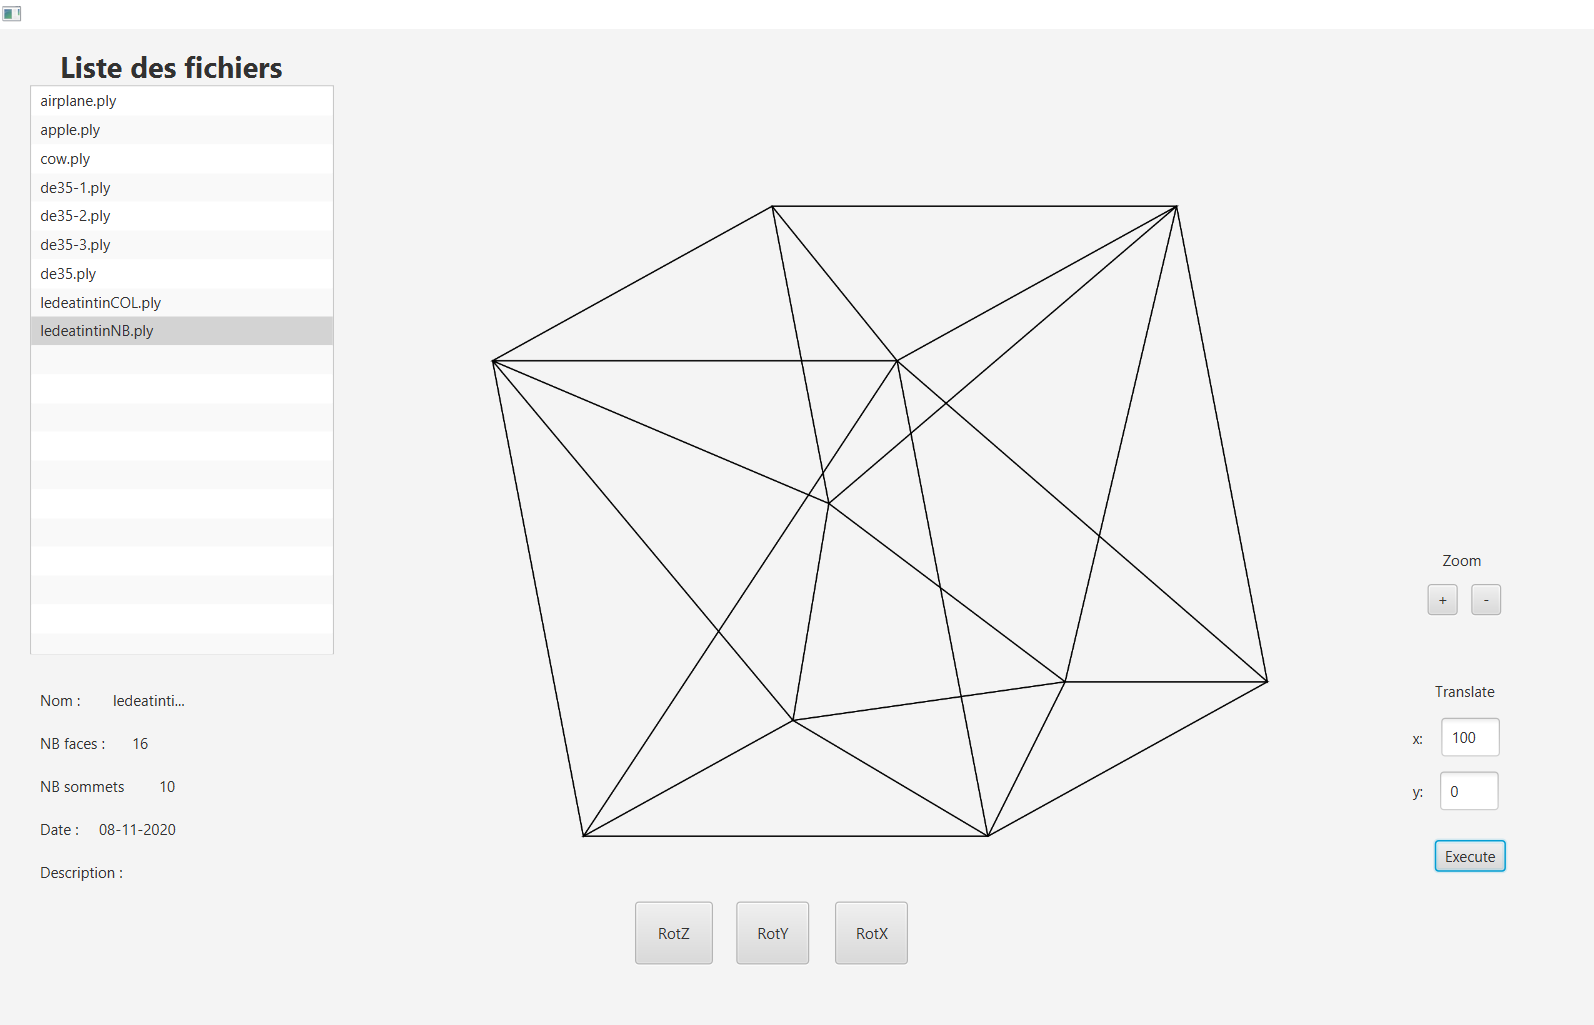 Liste des fichiers
airplane.ply
apple.ply
cow.ply
de35-1.ply
de35-2.ply
de35-3.ply
de35.ply
ledeatintinCOL.ply
ledeatintinNB.ply
Nom : ledeatinti...
NB faces : 16
NB sommets 10
Date : 08-11-2020
Description :
RotZ RotY RotX
Zoom
+ -
Translate
x: 100
y: 0
Execute